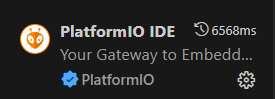 PlatformIO IDE 6568ms
Your Gateway to Embedd...
PlatformIO